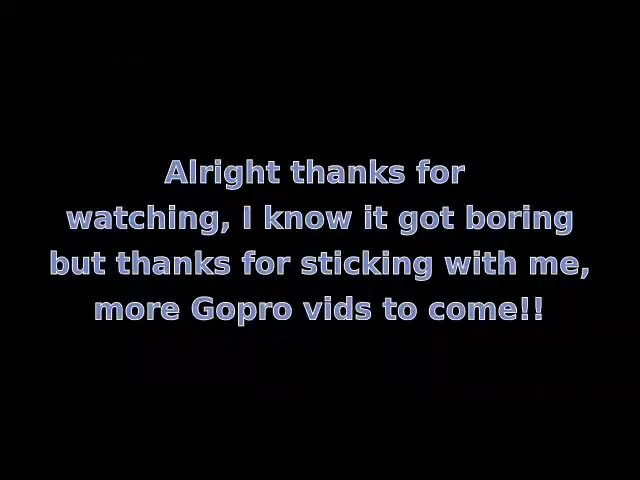 Alright thanks for
watching, I know it got boring
but thanks for sticking with me,
more Gopro vids to come!!